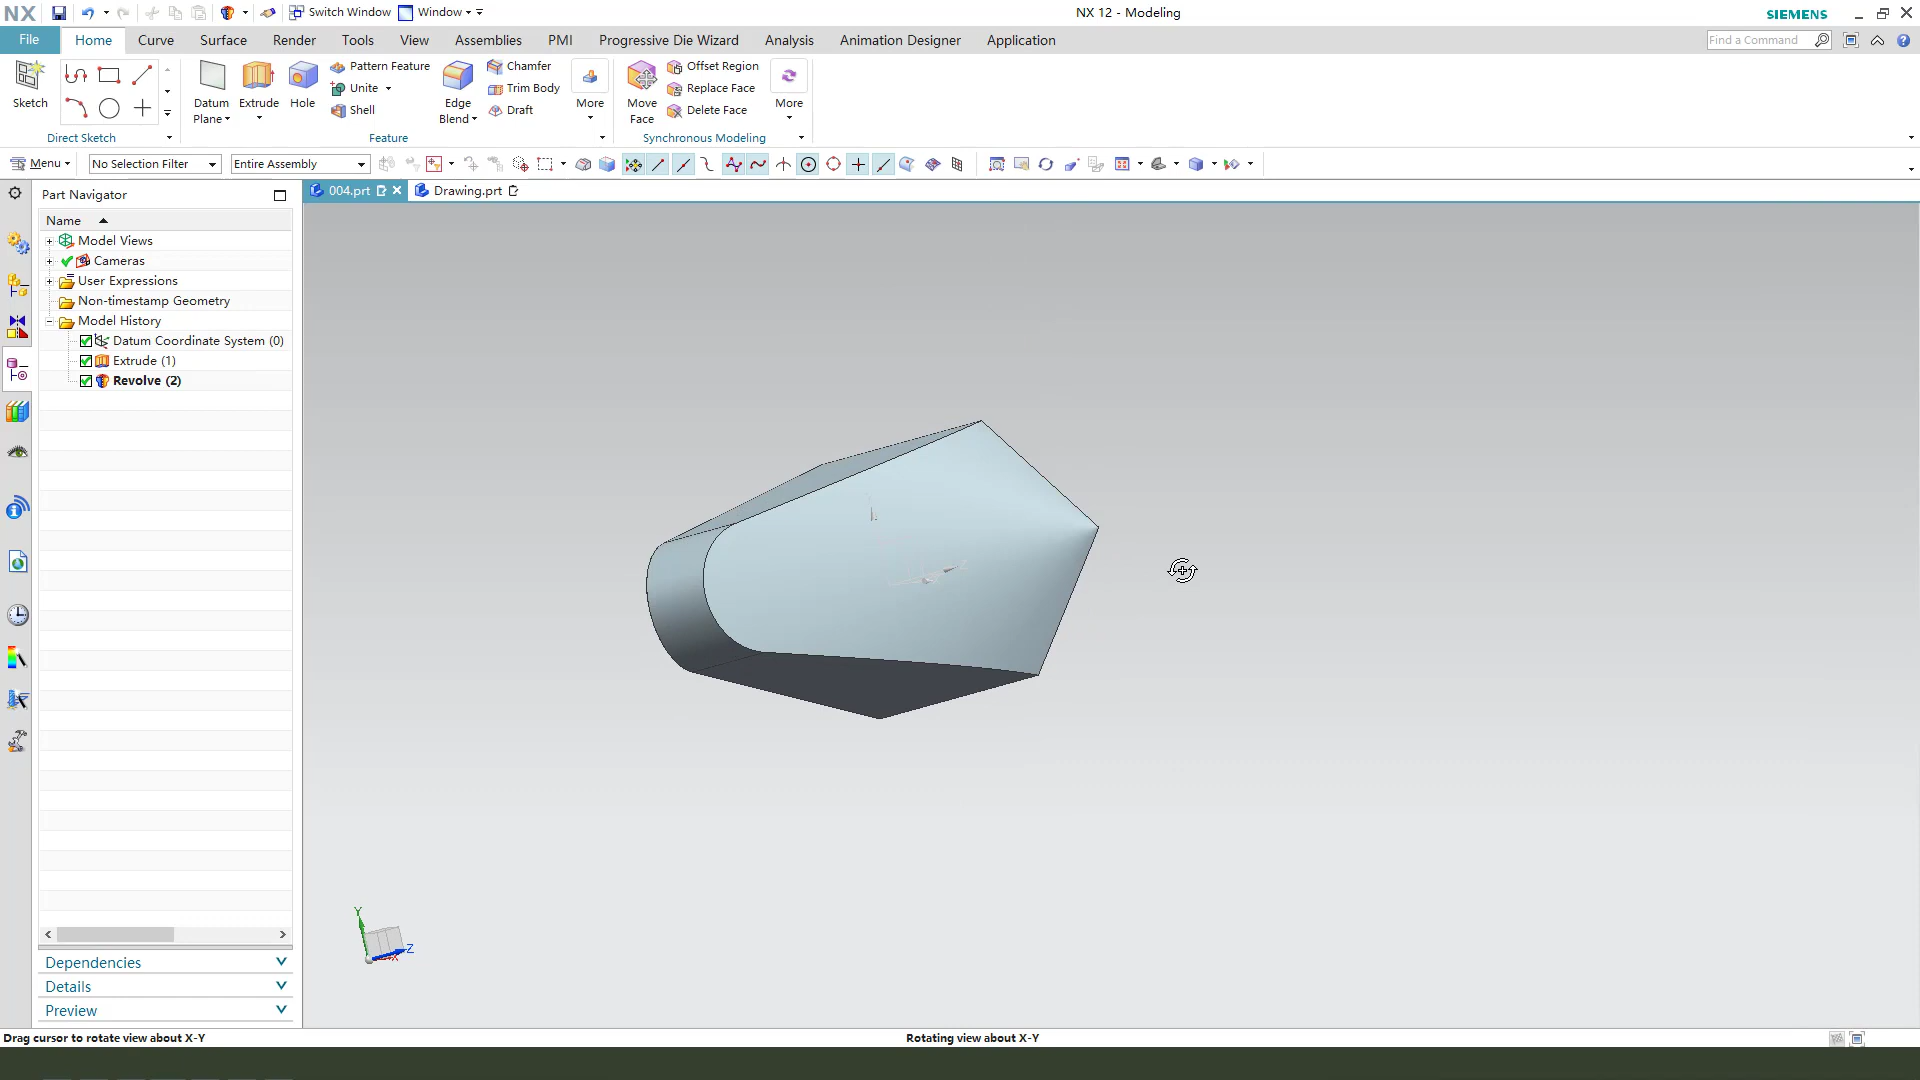 NX Switch Window Window NX 12 - Modeling SIEMENS
File Home Curve Surface Render Tools View Assemblies PMI Progressive Die Wizard Analysis Animation Designer Application Find a Command
Sketch
Direct Sketch
Datum
Plane
Extrude
Hole
Pattern Feature
Unite
Shell
Edge
Blend
Chamfer
Trim Body
Draft
More
Feature
Move
Face
Offset Region
Replace Face
Delete Face
More
Synchronous Modeling
Menu No Selection Filter Entire Assembly
Part Navigator
004.prt Drawing.prt
Name
Model Views
Cameras
User Expressions
Non-timestamp Geometry
Model History
Datum Coordinate System (0)
Extrude (1)
Revolve (2)
Y
Z
X
Dependencies
Details
Preview
Drag cursor to rotate view about X-Y Rotating view about X-Y